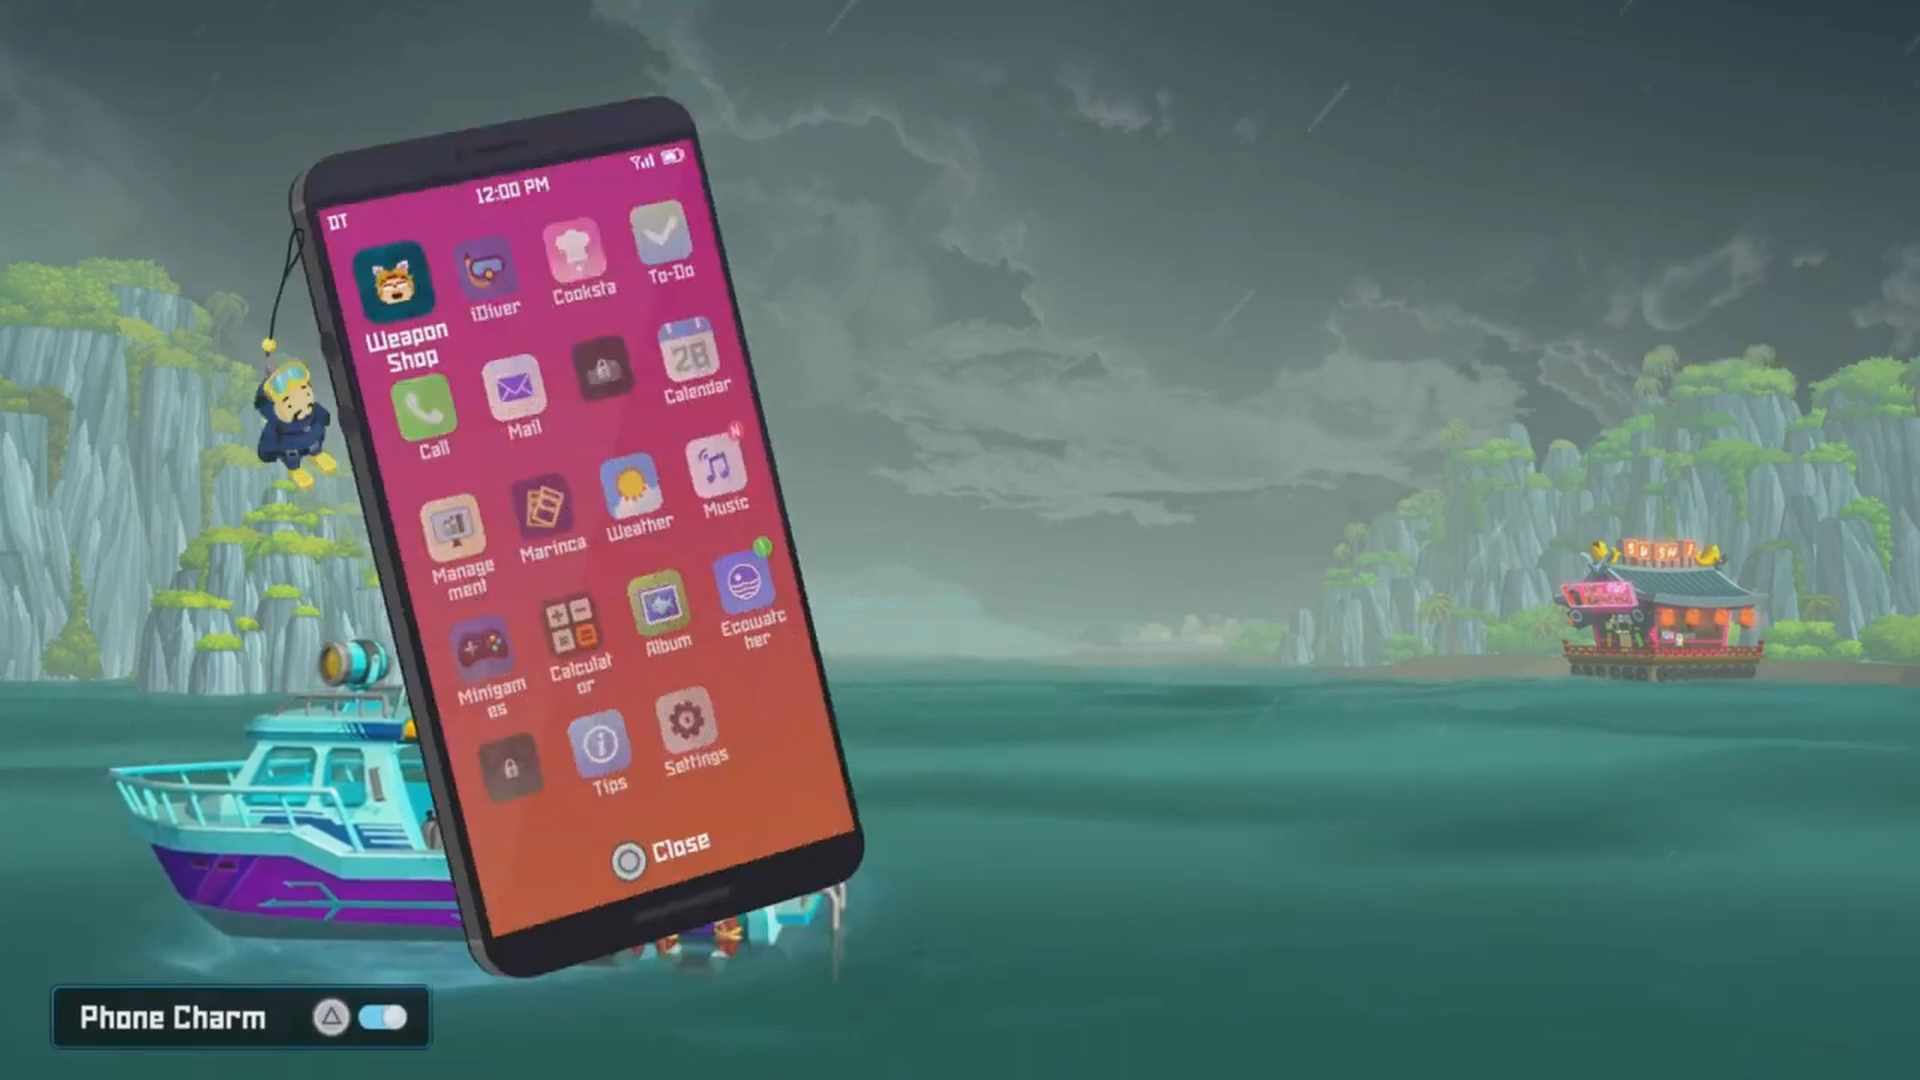 12:00 PM
DT
Weapon
Shop
iDiver
Cooksta
To-Do
Call
Mail
28
Calendar
Manage
ment
Marinca
Weather
Music
N
Minigam
es
Calculat
or
Album
Ecowatc
her
Tips
Settings
Close
SUSHI
Phone Charm